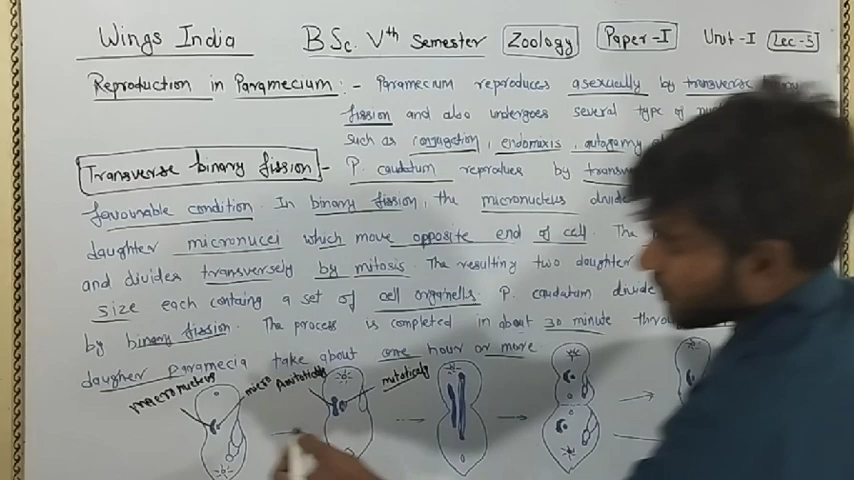 Wings India BSc. Vth Semester Zoology Paper-I Unit-I Lec-5
Reproduction in Paramecium :- Paramecium reproduces asexually by transverse
fission and also undergoes several type of
such as conjugation, endomixis, autogamy
Transverse binary fission :- P. caudatum reproduces by
favourable condition. In binary fission, the micronucleus divide
daughter micronucei which move opposite end of cell. The
and divides transversely by mitosis. The resulting two daughter
size each containg a set of cell organells. P. caudatum divide
by binary fission. The process is completed in about 30 minute
daugher paramecia take about one hour or more.
macronucleus micro Amitotically mitotically